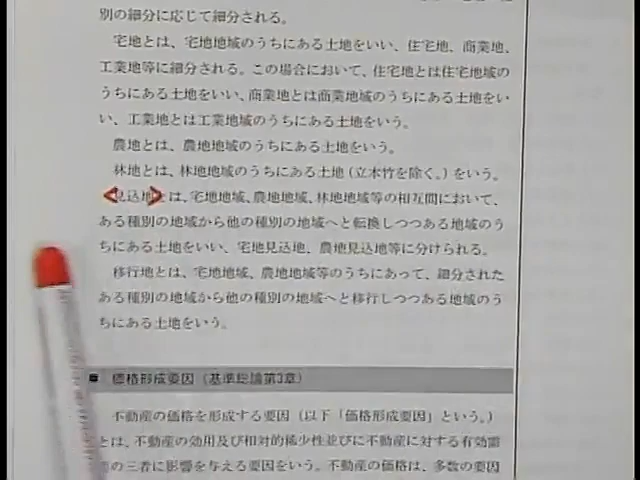 別の細分に応じて細分される。
宅地とは、宅地地域のうちにある土地をいい、住宅地、商業地、
工業地等に細分される。この場合において、住宅地とは住宅地域の
うちにある土地をいい、商業地とは商業地域のうちにある土地をい
い、工業地とは工業地域のうちにある土地をいう。
農地とは、農地地域のうちにある土地をいう。
林地とは、林地地域のうちにある土地（立木竹を除く。）をいう。
見込地とは、宅地地域、農地地域、林地地域等の相互間において、
ある種別の地域から他の種別の地域へと転換しつつある地域のう
ちにある土地をいい、宅地見込地、農地見込地等に分けられる。
移行地とは、宅地地域、農地地域等のうちにあって、細分された
ある種別の地域から他の種別の地域へと移行しつつある地域のう
ちにある土地をいう。
■ 価格形成要因（基準総論第3章）
不動産の価格を形成する要因（以下「価格形成要因」という。）
とは、不動産の効用及び相対的稀少性並びに不動産に対する有効需
の三者に影響を与える要因をいう。不動産の価格は、多数の要因